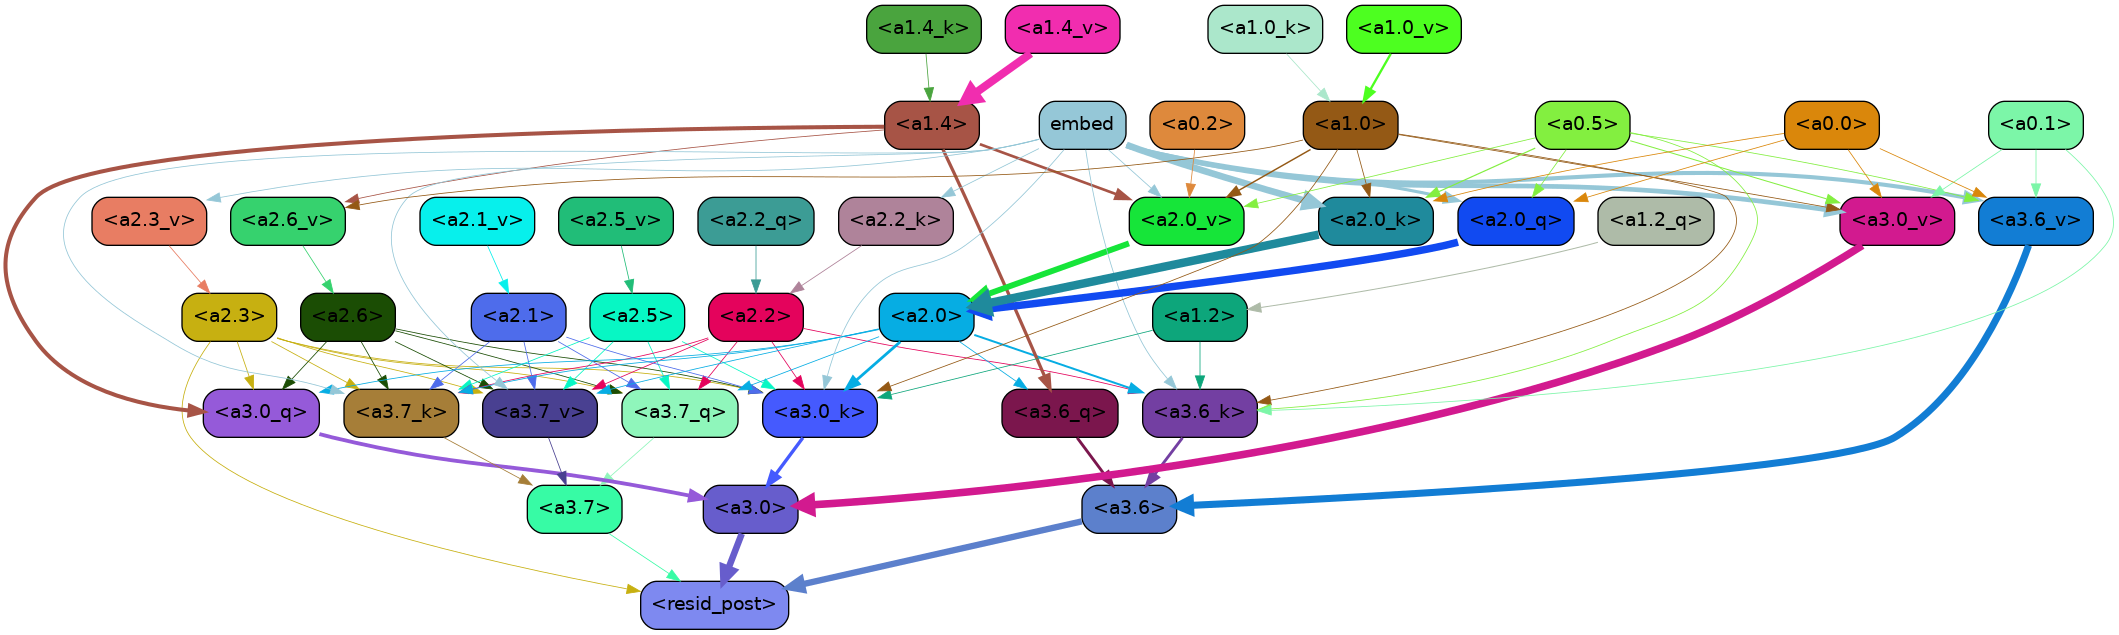 <a1.4_k> <a1.4_v> <a1.0_k> <a1.0_v>
<a1.4> embed <a0.2> <a1.0> <a0.5> <a0.0> <a0.1>
<a2.3_v> <a2.6_v> <a2.1_v> <a2.5_v> <a2.2_q> <a2.2_k> <a2.0_v> <a2.0_k> <a2.0_q> <a1.2_q> <a3.0_v> <a3.6_v>
<a2.3> <a2.6> <a2.1> <a2.5> <a2.2> <a2.0> <a1.2>
<a3.0_q> <a3.7_k> <a3.7_v> <a3.7_q> <a3.0_k> <a3.6_q> <a3.6_k>
<a3.7> <a3.0> <a3.6>
<resid_post>